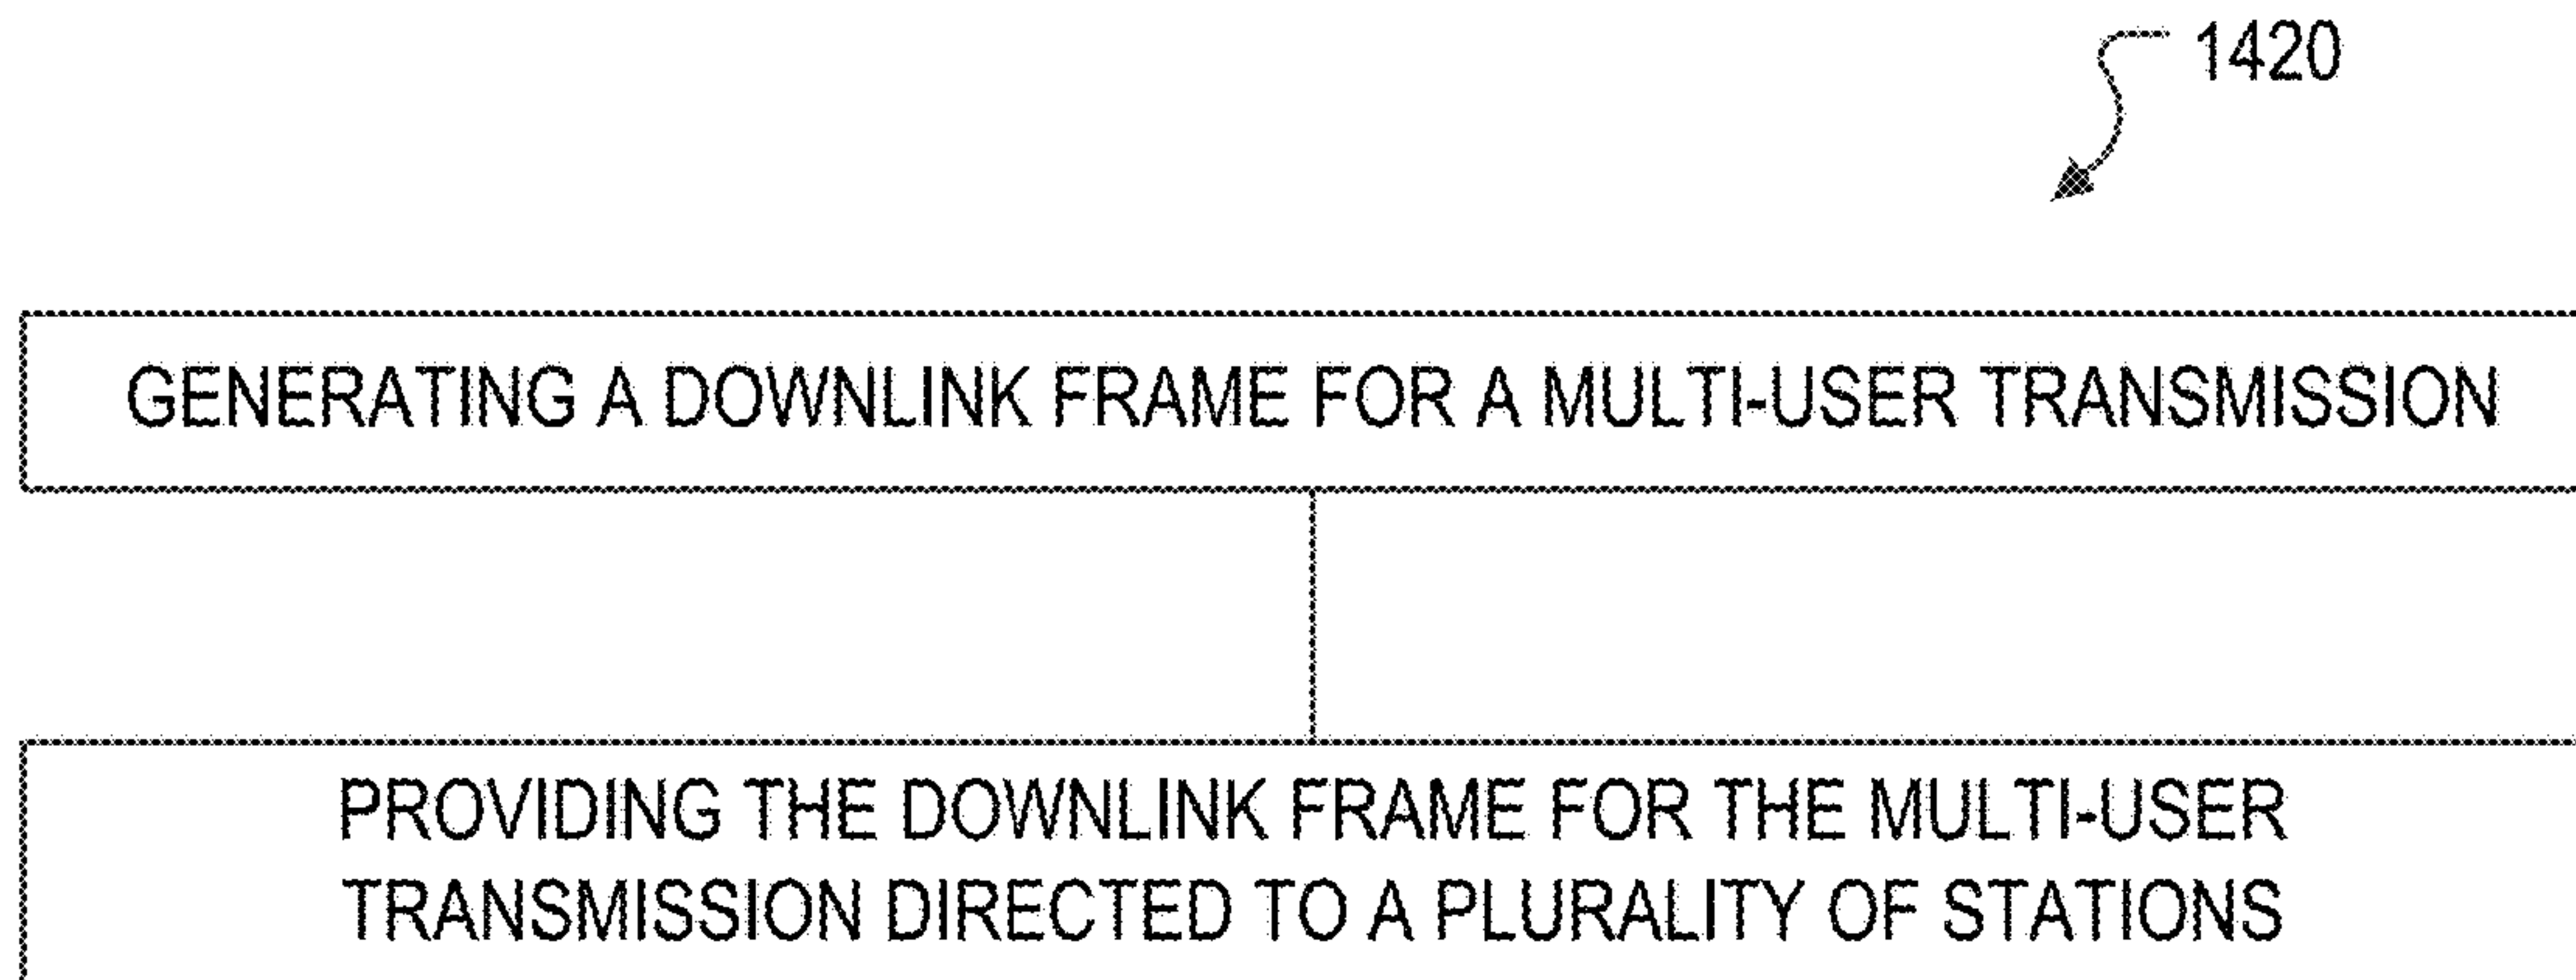 1420
GENERATING A DOWNLINK FRAME FOR A MULTI-USER TRANSMISSION
PROVIDING THE DOWNLINK FRAME FOR THE MULTI-USER
TRANSMISSION DIRECTED TO A PLURALITY OF STATIONS